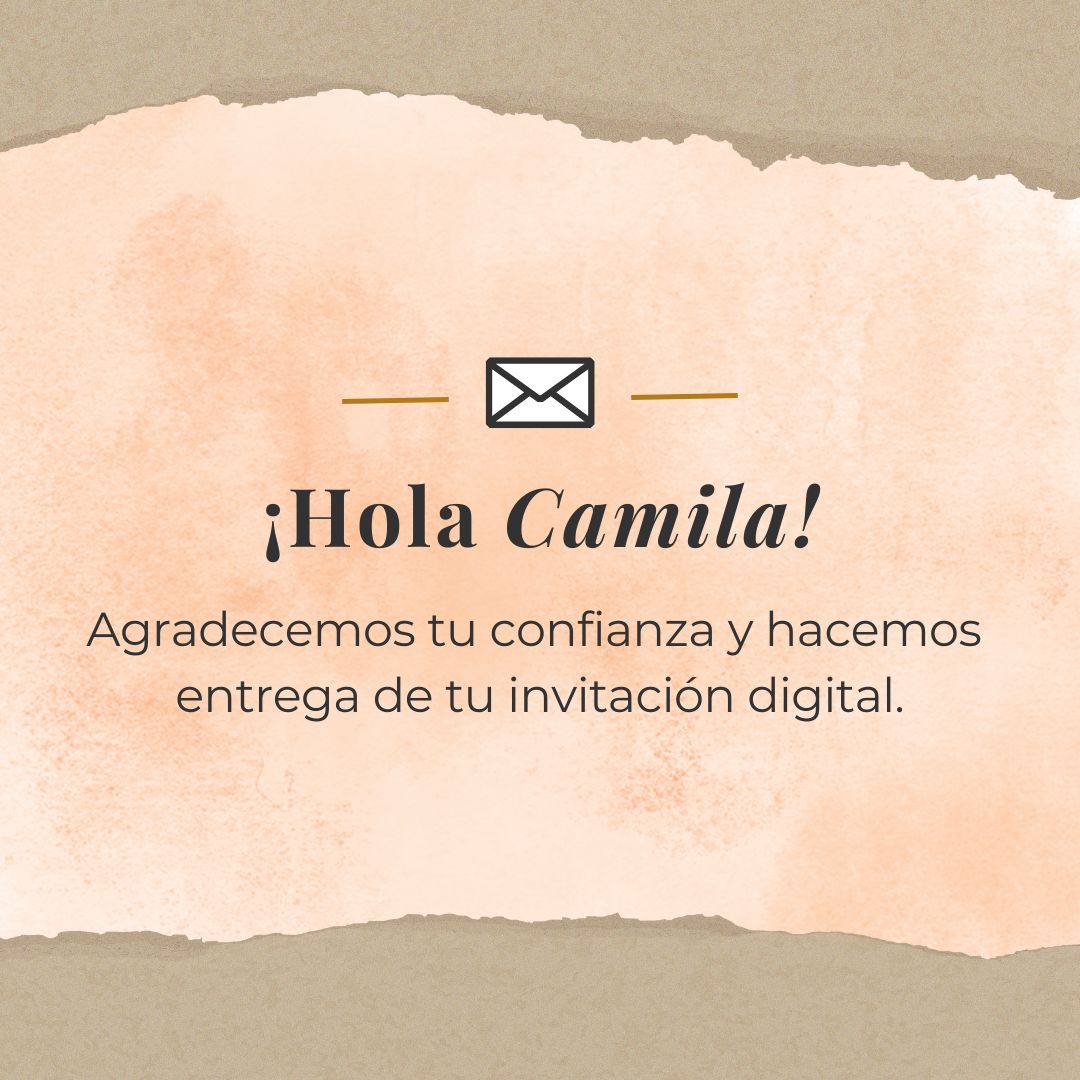 ¡Hola Camila!
Agradecemos tu confianza y hacemos
entrega de tu invitación digital.